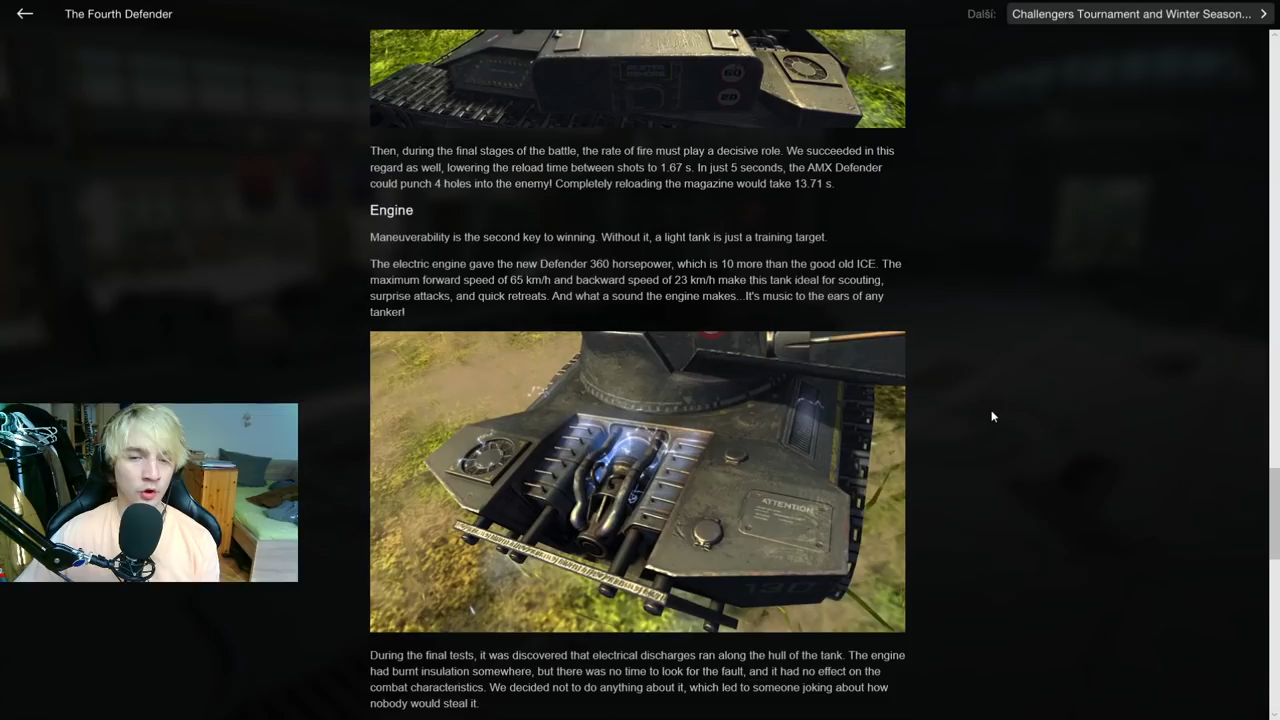 The Fourth Defender
Další:
Challengers Tournament and Winter Season...
60
ED
Then, during the final stages of the battle, the rate of fire must play a decisive role. We succeeded in this
regard as well, lowering the reload time between shots to 1.67 s. In just 5 seconds, the AMX Defender
could punch 4 holes into the enemy! Completely reloading the magazine would take 13.71 s.
Engine
Maneuverability is the second key to winning. Without it, a light tank is just a training target.
The electric engine gave the new Defender 360 horsepower, which is 10 more than the good old ICE. The
maximum forward speed of 65 km/h and backward speed of 23 km/h make this tank ideal for scouting,
surprise attacks, and quick retreats. And what a sound the engine makes...It's music to the ears of any
tanker!
ATTENTION
130
During the final tests, it was discovered that electrical discharges ran along the hull of the tank. The engine
had burnt insulation somewhere, but there was no time to look for the fault, and it had no effect on the
combat characteristics. We decided not to do anything about it, which led to someone joking about how
nobody would steal it.